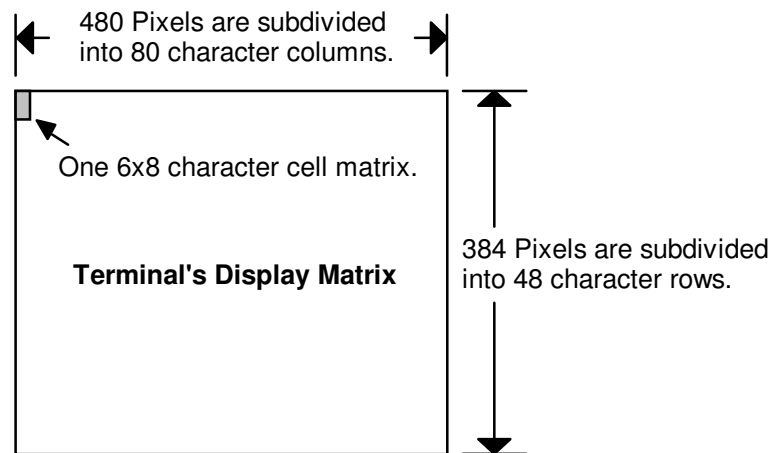 480 Pixels are subdivided
into 80 character columns.
One 6x8 character cell matrix.
384 Pixels are subdivided
into 48 character rows.
Terminal's Display Matrix